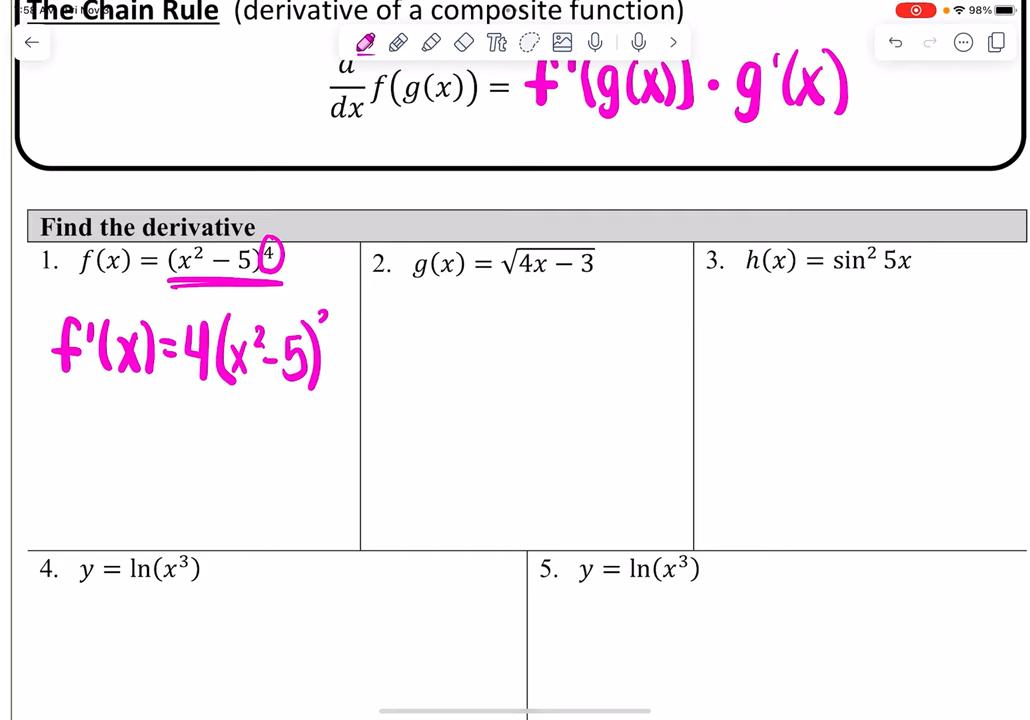 The Chain Rule (derivative of a composite function)
98%
Tt
d/dx f(g(x)) = f'(g(x)) · g'(x)
Find the derivative
1. f(x) = (x² − 5)⁴
2. g(x) = √4x − 3
3. h(x) = sin² 5x
f'(x)=4(x²-5)
4. y = ln(x³)
5. y = ln(x³)